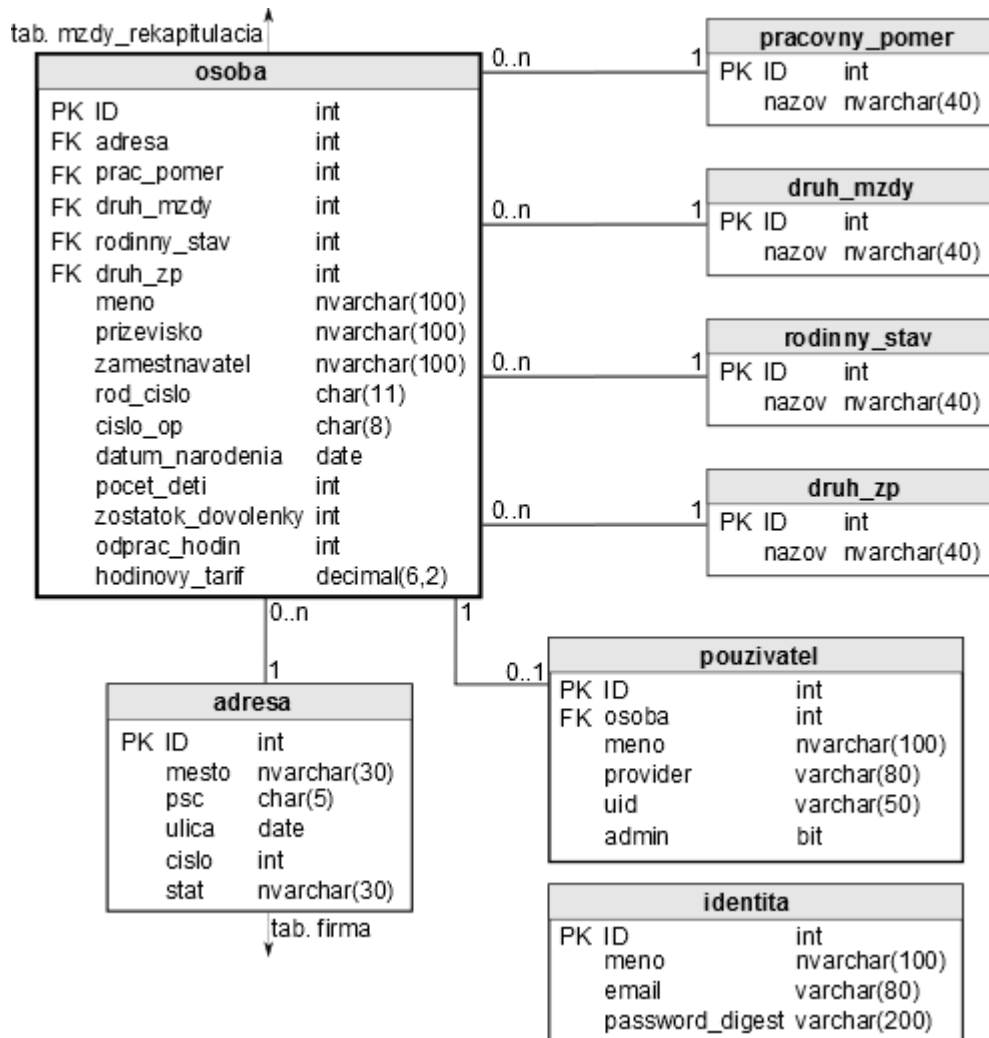 tab. mzdy_rekapitulacia
osoba
PK ID int
FK adresa int
FK prac_pomer int
FK druh_mzdy int
FK rodinny_stav int
FK druh_zp int
meno nvarchar(100)
prizevisko nvarchar(100)
zamestnavatel nvarchar(100)
rod_cislo char(11)
cislo_op char(8)
datum_narodenia date
pocet_deti int
zostatok_dovolenky int
odprac_hodin int
hodinovy_tarif decimal(6,2)
0..n 1
pracovny_pomer
PK ID int
nazov nvarchar(40)
0..n 1
druh_mzdy
PK ID int
nazov nvarchar(40)
0..n 1
rodinny_stav
PK ID int
nazov nvarchar(40)
0..n 1
druh_zp
PK ID int
nazov nvarchar(40)
0..n
1
adresa
PK ID int
mesto nvarchar(30)
psc char(5)
ulica date
cislo int
stat nvarchar(30)
tab. firma
1
0..1
pouzivatel
PK ID int
FK osoba int
meno nvarchar(100)
provider varchar(80)
uid varchar(50)
admin bit
identita
PK ID int
meno nvarchar(100)
email varchar(80)
password_digest varchar(200)